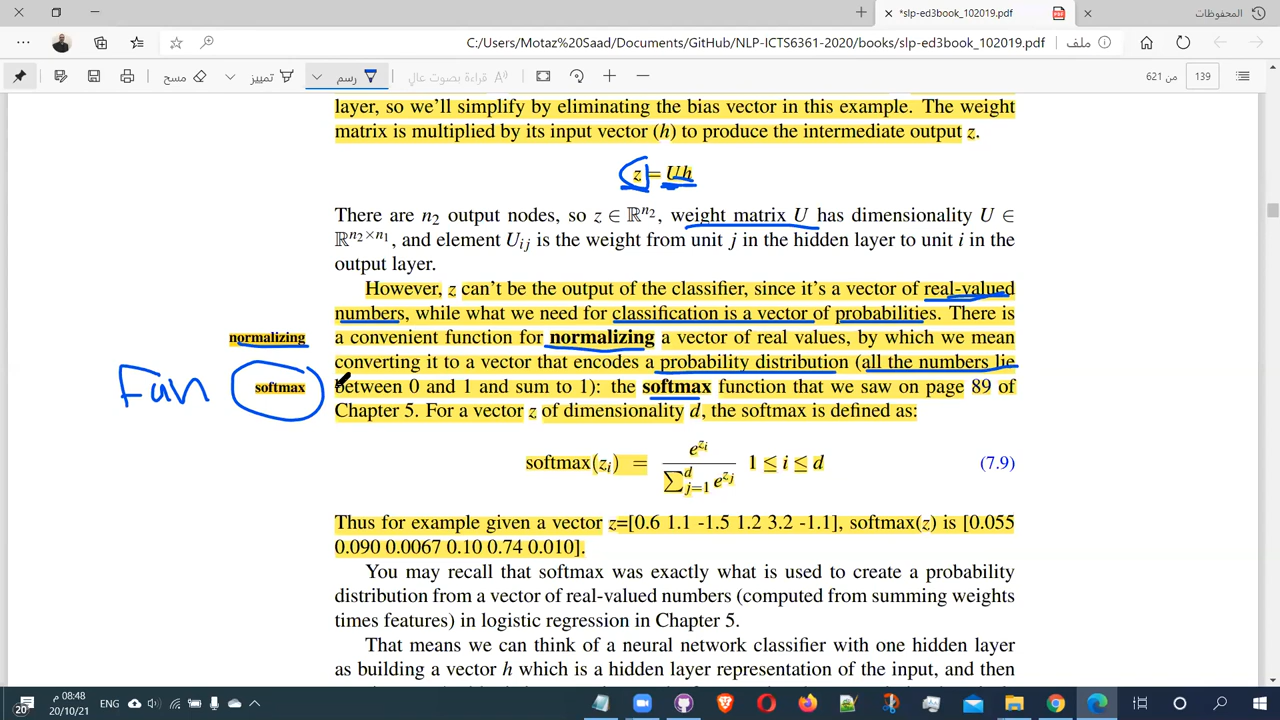 *slp-ed3book_102019.pdf
المحفوظات
C:/Users/Motaz%20Saad/Documents/GitHub/NLP-ICTS6361-2020/books/slp-ed3book_102019.pdf
ملف
مسح
تمييز
رسم
قراءة بصوت عالٍ
من 621
139
layer, so we'll simplify by eliminating the bias vector in this example. The weight
matrix is multiplied by its input vector (h) to produce the intermediate output z.
z = Uh
There are n₂ output nodes, so z ∈ ℝⁿ², weight matrix U has dimensionality U ∈
ℝⁿ²ˣⁿ¹, and element Uᵢⱼ is the weight from unit j in the hidden layer to unit i in the
output layer.
However, z can't be the output of the classifier, since it's a vector of real-valued
numbers, while what we need for classification is a vector of probabilities. There is
normalizing
a convenient function for normalizing a vector of real values, by which we mean
converting it to a vector that encodes a probability distribution (all the numbers lie
Fun
softmax
between 0 and 1 and sum to 1): the softmax function that we saw on page 89 of
Chapter 5. For a vector z of dimensionality d, the softmax is defined as:
softmax(zᵢ) = e^{zᵢ} / ∑_{j=1}^{d} e^{zⱼ} 1 ≤ i ≤ d (7.9)
Thus for example given a vector z=[0.6 1.1 -1.5 1.2 3.2 -1.1], softmax(z) is [0.055
0.090 0.0067 0.10 0.74 0.010].
You may recall that softmax was exactly what is used to create a probability
distribution from a vector of real-valued numbers (computed from summing weights
times features) in logistic regression in Chapter 5.
That means we can think of a neural network classifier with one hidden layer
as building a vector h which is a hidden layer representation of the input, and then
08:48 م
20/10/21
ENG
20